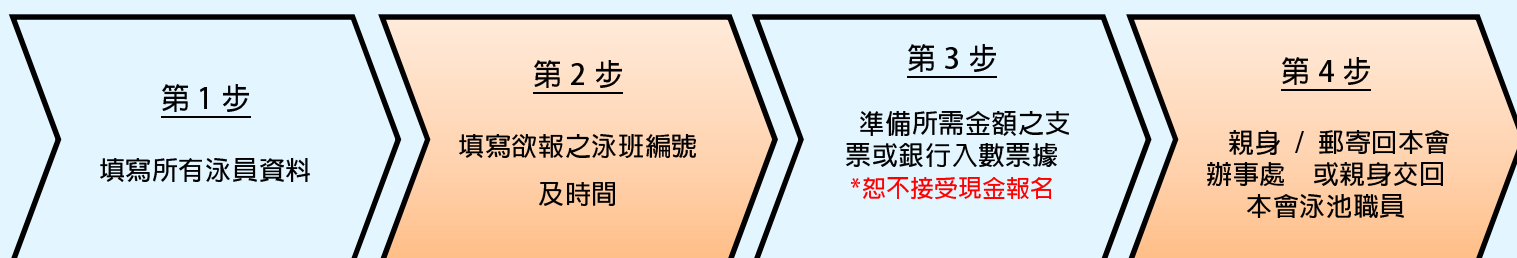 第 1 步
填寫所有泳員資料
第 2 步
填寫欲報之泳班編號
及時間
第 3 步
準備所需金額之支
票或銀行入數票據
*恕不接受現金報名
第 4 步
親身 / 郵寄回本會
辦事處 或親身交回
本會泳池職員